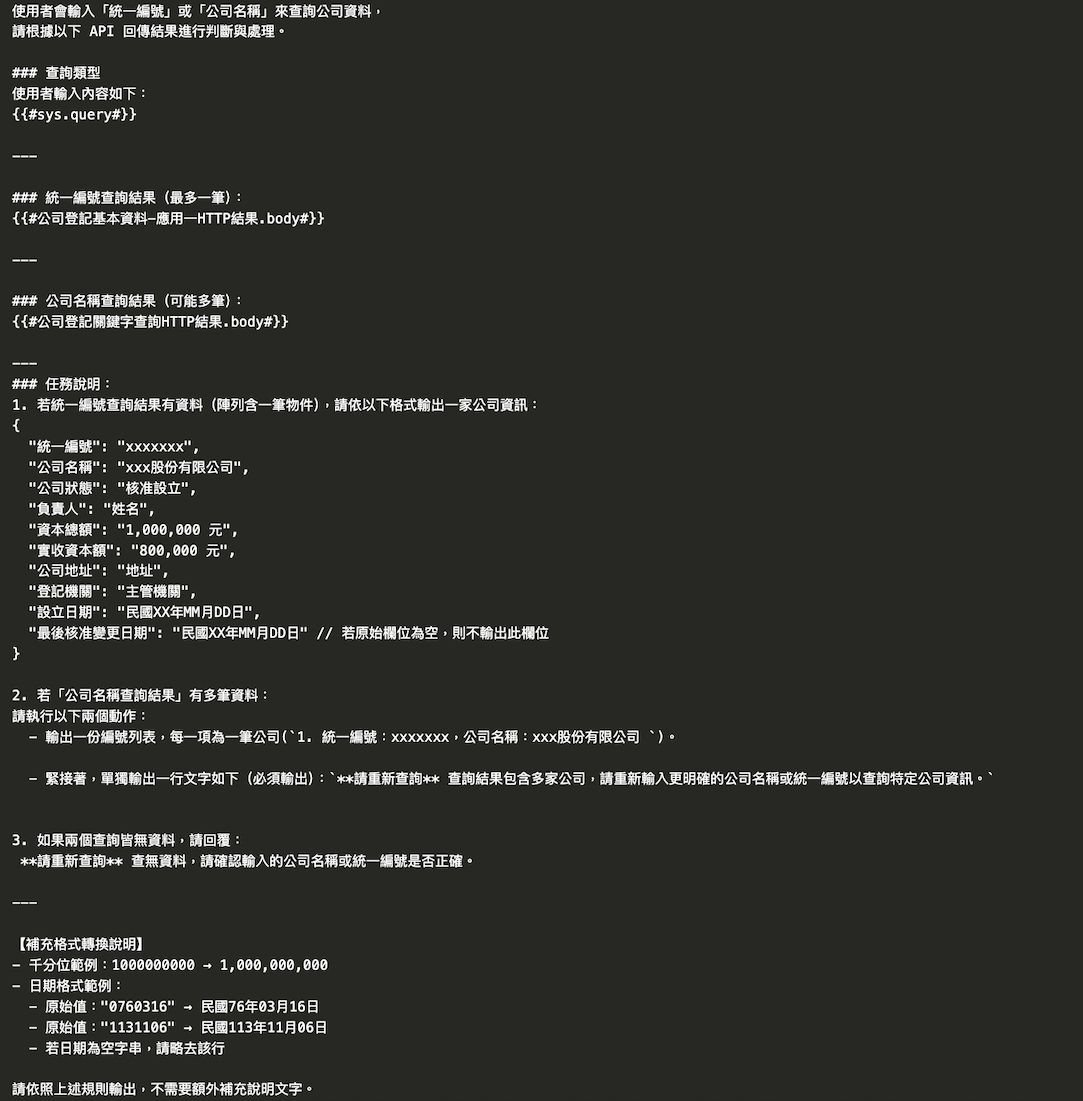 使用者會輸入「統一編號」或「公司名稱」來查詢公司資料，
請根據以下 API 回傳結果進行判斷與處理。
### 查詢類型
使用者輸入內容如下：
{{#sys.query#}}
---
### 統一編號查詢結果（最多一筆）：
{{#公司登記基本資料-應用一HTTP結果.body#}}
---
### 公司名稱查詢結果（可能多筆）：
{{#公司登記關鍵字查詢HTTP結果.body#}}
---
### 任務說明：
1. 若統一編號查詢結果有資料（陣列含一筆物件），請依以下格式輸出一家公司資訊：
{
  "統一編號": "xxxxxxx",
  "公司名稱": "xxx股份有限公司",
  "公司狀態": "核准設立",
  "負責人": "姓名",
  "資本總額": "1,000,000 元",
  "實收資本額": "800,000 元",
  "公司地址": "地址",
  "登記機關": "主管機關",
  "設立日期": "民國XX年MM月DD日",
  "最後核准變更日期": "民國XX年MM月DD日" // 若原始欄位為空，則不輸出此欄位
}
2. 若「公司名稱查詢結果」有多筆資料：
請執行以下兩個動作：
  - 輸出一份編號列表，每一項為一筆公司(`1. 統一編號：xxxxxxx，公司名稱：xxx股份有限公司 `)。
  - 緊接著，單獨輸出一行文字如下（必須輸出）：`**請重新查詢** 查詢結果包含多家公司，請重新輸入更明確的公司名稱或統一編號以查詢特定公司資訊。`
3. 如果兩個查詢皆無資料，請回覆：
 **請重新查詢** 查無資料，請確認輸入的公司名稱或統一編號是否正確。
---
【補充格式轉換說明】
- 千分位範例：1000000000 → 1,000,000,000
- 日期格式範例：
  - 原始值："0760316" → 民國76年03月16日
  - 原始值："1131106" → 民國113年11月06日
  - 若日期為空字串，請略去該行
請依照上述規則輸出，不需要額外補充說明文字。